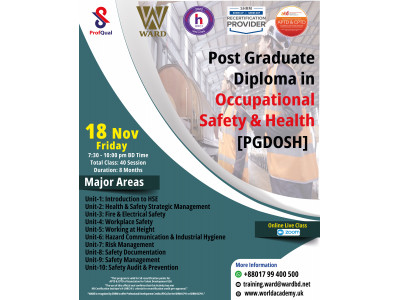 ProfQual
WARD
h
SHRM
RECERTIFICATION
PROVIDER
APTD & CPTD
Post Graduate
Diploma in
Occupational
Safety & Health
[PGDOSH]
18 Nov
Friday
7:30 - 10:00 pm BD Time
Total Class: 40 Session
Duration: 8 Months
Major Areas
Unit-1: Introduction to HSE
Unit-2: Health & Safety Strategic Management
Unit-3: Fire & Electrical Safety
Unit-4: Workplace Safety
Unit-5: Working at Height
Unit-6: Hazard Communication & Industrial Hygiene
Unit-7: Risk Management
Unit-8: Safety Documentation
Unit-9: Safety Management
Unit-10: Safety Audit & Prevention
Online Live Class
zoom
More Information
+88017 99 400 500
training.ward@wardbd.net
www.worldacademy.uk